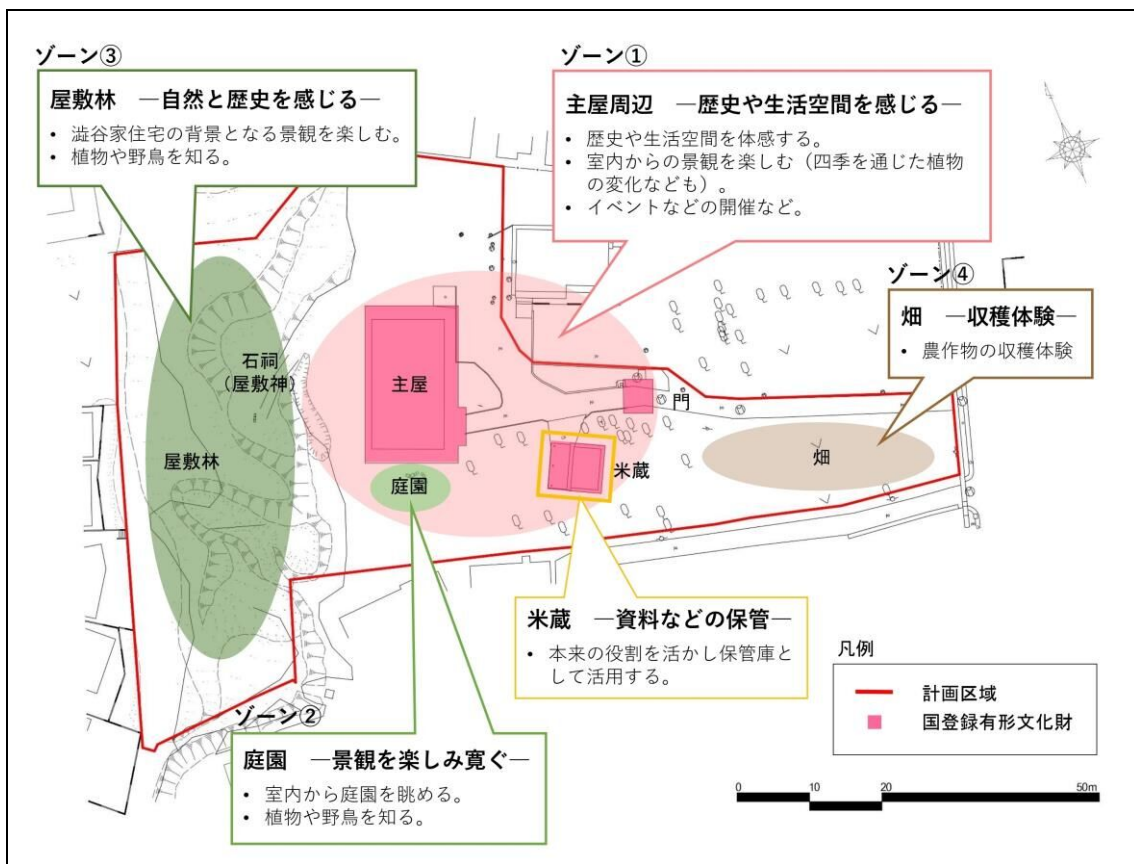 ゾーン③
屋敷林 ―自然と歴史を感じる―
• 澁谷家住宅の背景となる景観を楽しむ。
• 植物や野鳥を知る。
ゾーン①
主屋周辺 ―歴史や生活空間を感じる―
• 歴史や生活空間を体感する。
• 室内からの景観を楽しむ(四季を通じた植物
の変化なども)。
• イベントなどの開催など。
ゾーン④
畑 ―収穫体験―
• 農作物の収穫体験
石祠
(屋敷神)
主屋
門
屋敷林
庭園
米蔵
畑
米蔵 ―資料などの保管―
• 本来の役割を活かし保管庫と
して活用する。
ゾーン②
庭園 ―景観を楽しみ寛ぐ―
• 室内から庭園を眺める。
• 植物や野鳥を知る。
凡例
計画区域
国登録有形文化財
0 10 20 50m